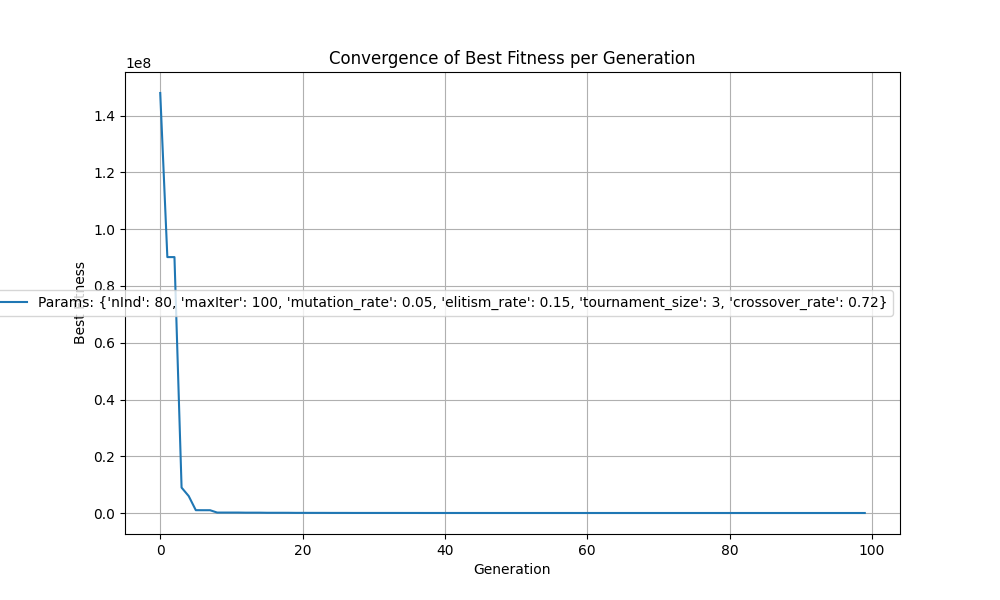 Convergence of Best Fitness per Generation
1e8
1.4
1.2
1.0
0.8
0.6
0.4
0.2
0.0
Best
Params: {'nInd': 80, 'maxIter': 100, 'mutation_rate': 0.05, 'elitism_rate': 0.15, 'tournament_size': 3, 'crossover_rate': 0.72}
0 20 40 60 80 100
Generation